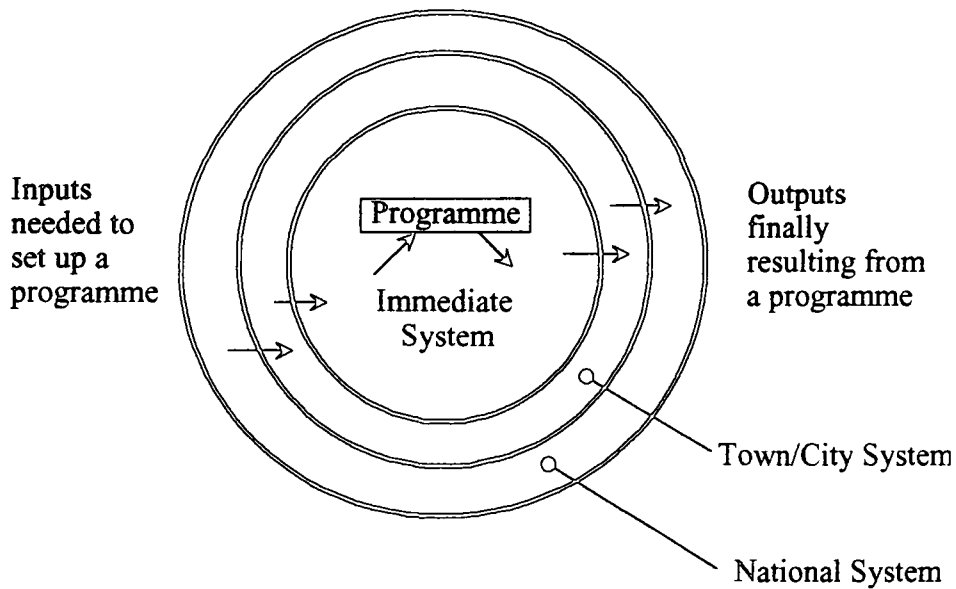 Inputs
needed to
set up a
programme
Programme
Immediate
System
Outputs
finally
resulting from
a programme
Town/City System
National System